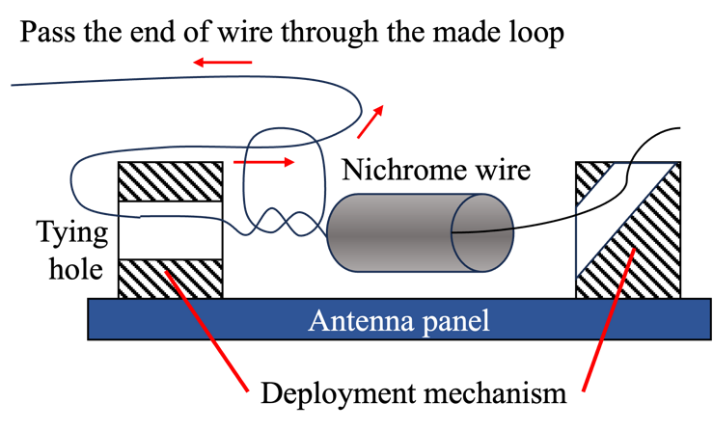 Pass the end of wire through the made loop
Nichrome wire
Tying
hole
Antenna panel
Deployment mechanism